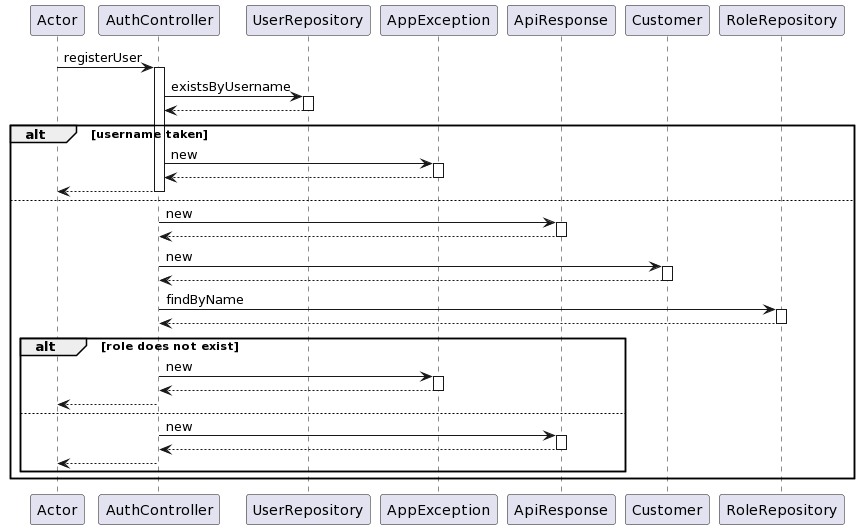 Actor AuthController UserRepository AppException ApiResponse Customer RoleRepository
registerUser
existsByUsername
alt [username taken]
new
new
new
findByName
alt [role does not exist]
new
new
Actor AuthController UserRepository AppException ApiResponse Customer RoleRepository